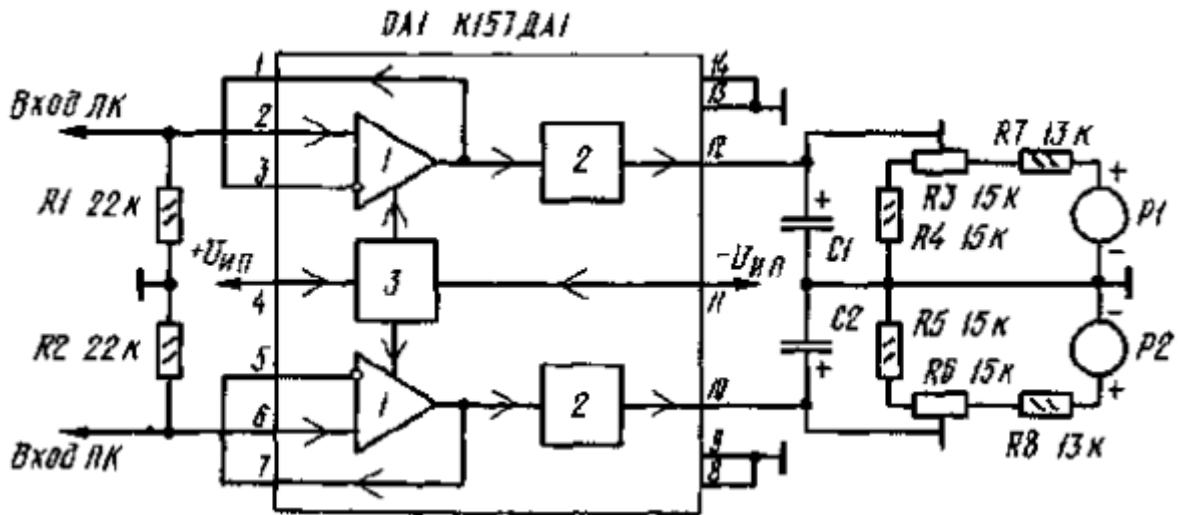 DA1 К157ДА1
Вход ЛК
1
2
3
1
2
14
13
12
R1 22к
+Uип
4
3
-Uип
11
R2 22к
5
6
7
1
2
10
9
8
Вход ПК
C1
C2
R7 13к
R3 15к
R4 15к
+
P1
-
R5 15к
R6 15к
-
P2
+
R8 13к
+
+